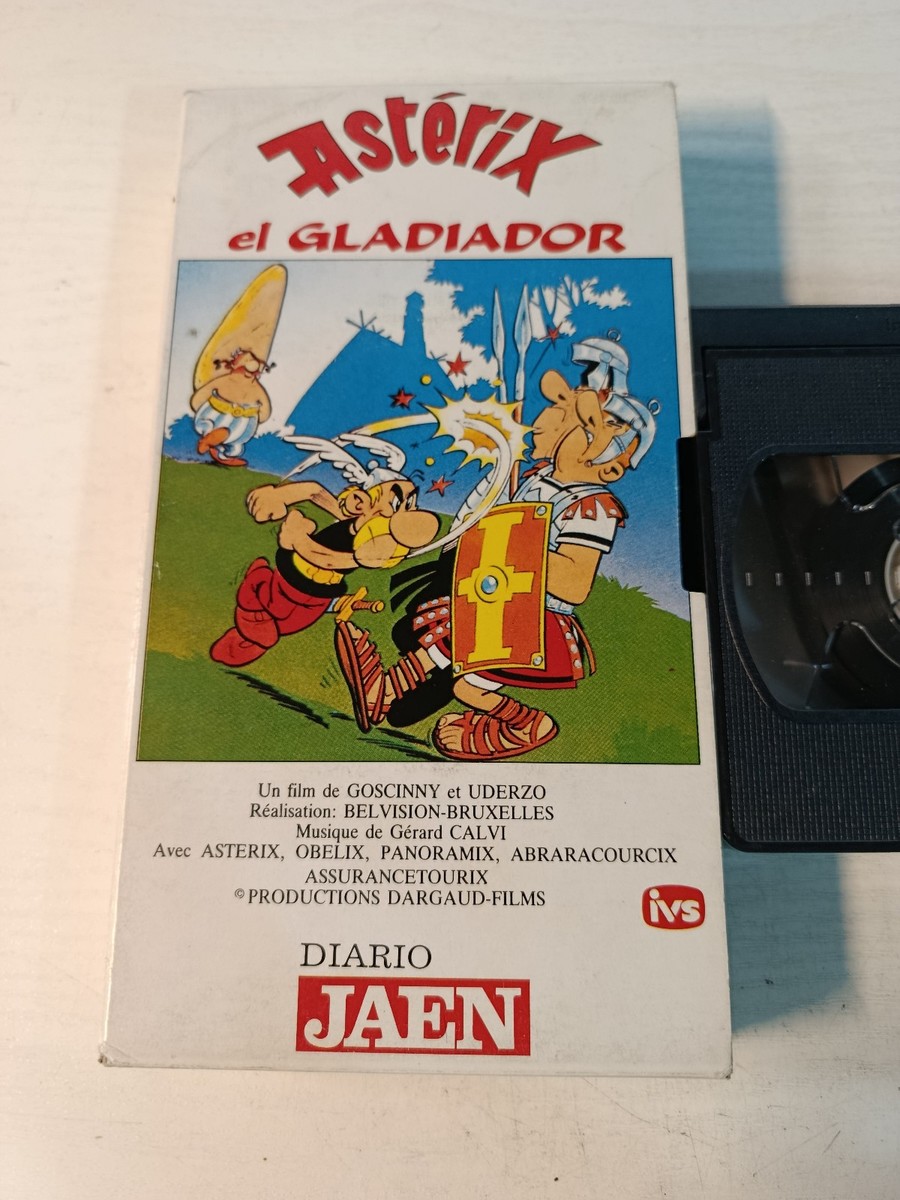 Astérix
el GLADIADOR
Un film de GOSCINNY et UDERZO
Réalisation: BELVISION-BRUXELLES
Musique de Gérard CALVI
Avec ASTERIX, OBELIX, PANORAMIX, ABRARACOURCIX
ASSURANCETOURIX
© PRODUCTIONS DARGAUD-FILMS
ivs
DIARIO
JAEN